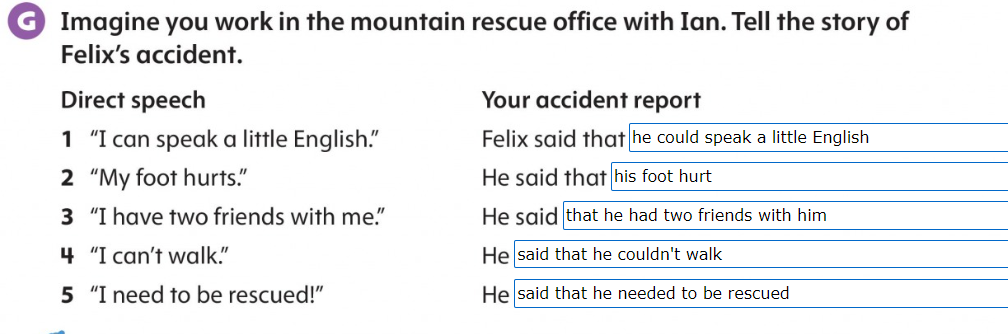 G Imagine you work in the mountain rescue office with Ian. Tell the story of
Felix's accident.
Direct speech Your accident report
1 "I can speak a little English." Felix said that he could speak a little English
2 "My foot hurts." He said that his foot hurt
3 "I have two friends with me." He said that he had two friends with him
4 "I can't walk." He said that he couldn't walk
5 "I need to be rescued!" He said that he needed to be rescued